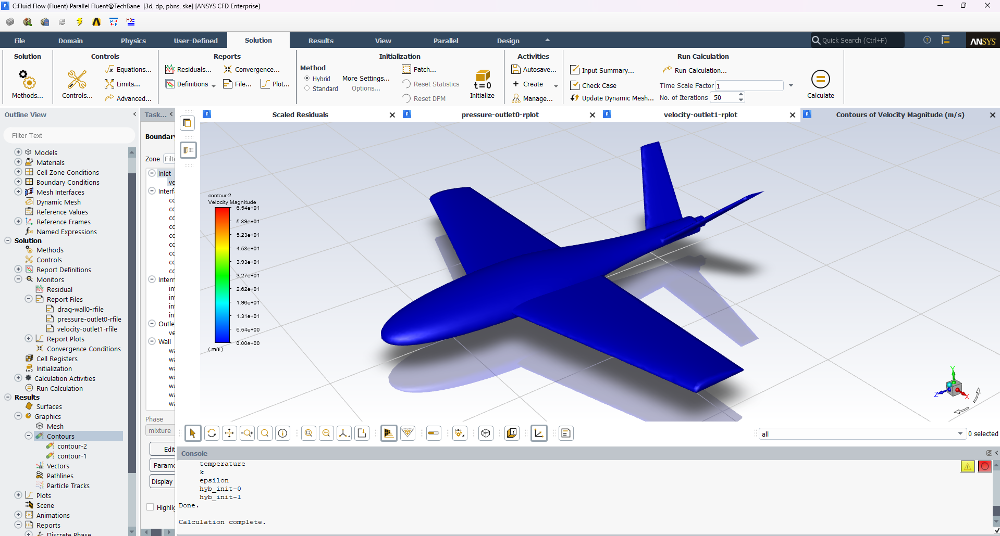 C:Fluid Flow (Fluent) Parallel Fluent@TechBane [3d, dp, pbns, ske] [ANSYS CFD Enterprise]
File Domain Physics User-Defined Solution Results View Parallel Design Quick Search (Ctrl+F) ANSYS
Solution
Methods...
Controls
Controls...
Equations...
Limits...
Advanced...
Reports
Residuals...
Definitions
Convergence...
File...
Plot...
Initialization
Method
Hybrid
Standard
More Settings...
Options...
Patch...
Reset Statistics
Reset DPM
t=0
Initialize
Activities
Autosave...
Create
Manage...
Run Calculation
Input Summary...
Check Case
Update Dynamic Mesh...
Run Calculation...
Time Scale Factor 1
No. of Iterations 50
Calculate
Outline View
Filter Text
Models
Materials
Cell Zone Conditions
Boundary Conditions
Mesh Interfaces
Dynamic Mesh
Reference Values
Reference Frames
Named Expressions
Solution
Methods
Controls
Report Definitions
Monitors
Residual
Report Files
drag-wall0-rfile
pressure-outlet0-rfile
velocity-outlet1-rfile
Report Plots
Convergence Conditions
Cell Registers
Initialization
Calculation Activities
Run Calculation
Results
Surfaces
Graphics
Mesh
Contours
contour-2
contour-1
Vectors
Pathlines
Particle Tracks
Plots
Scene
Animations
Reports
Discrete Phase
Task...
Boundar
Zone Filt
Inlet
ve
Interf
cc
cc
cc
cc
cc
cc
cc
cc
cc
Intern
int
int
int
int
Outle
ve
Wall
wa
wa
wa
wa
wa
wa
wa
Phase
mixture
Edit
Parame
Display
Highlig
Scaled Residuals
pressure-outlet0-rplot
velocity-outlet1-rplot
Contours of Velocity Magnitude (m/s)
contour-2
Velocity Magnitude
6.54e+01
5.89e+01
5.23e+01
4.58e+01
3.93e+01
3.27e+01
2.62e+01
1.96e+01
1.31e+01
6.54e+00
0.00e+00
( m/s )
Y
Z
X
all
0 selected
Console
temperature
k
epsilon
hyb_init-0
hyb_init-1
Done.
Calculation complete.